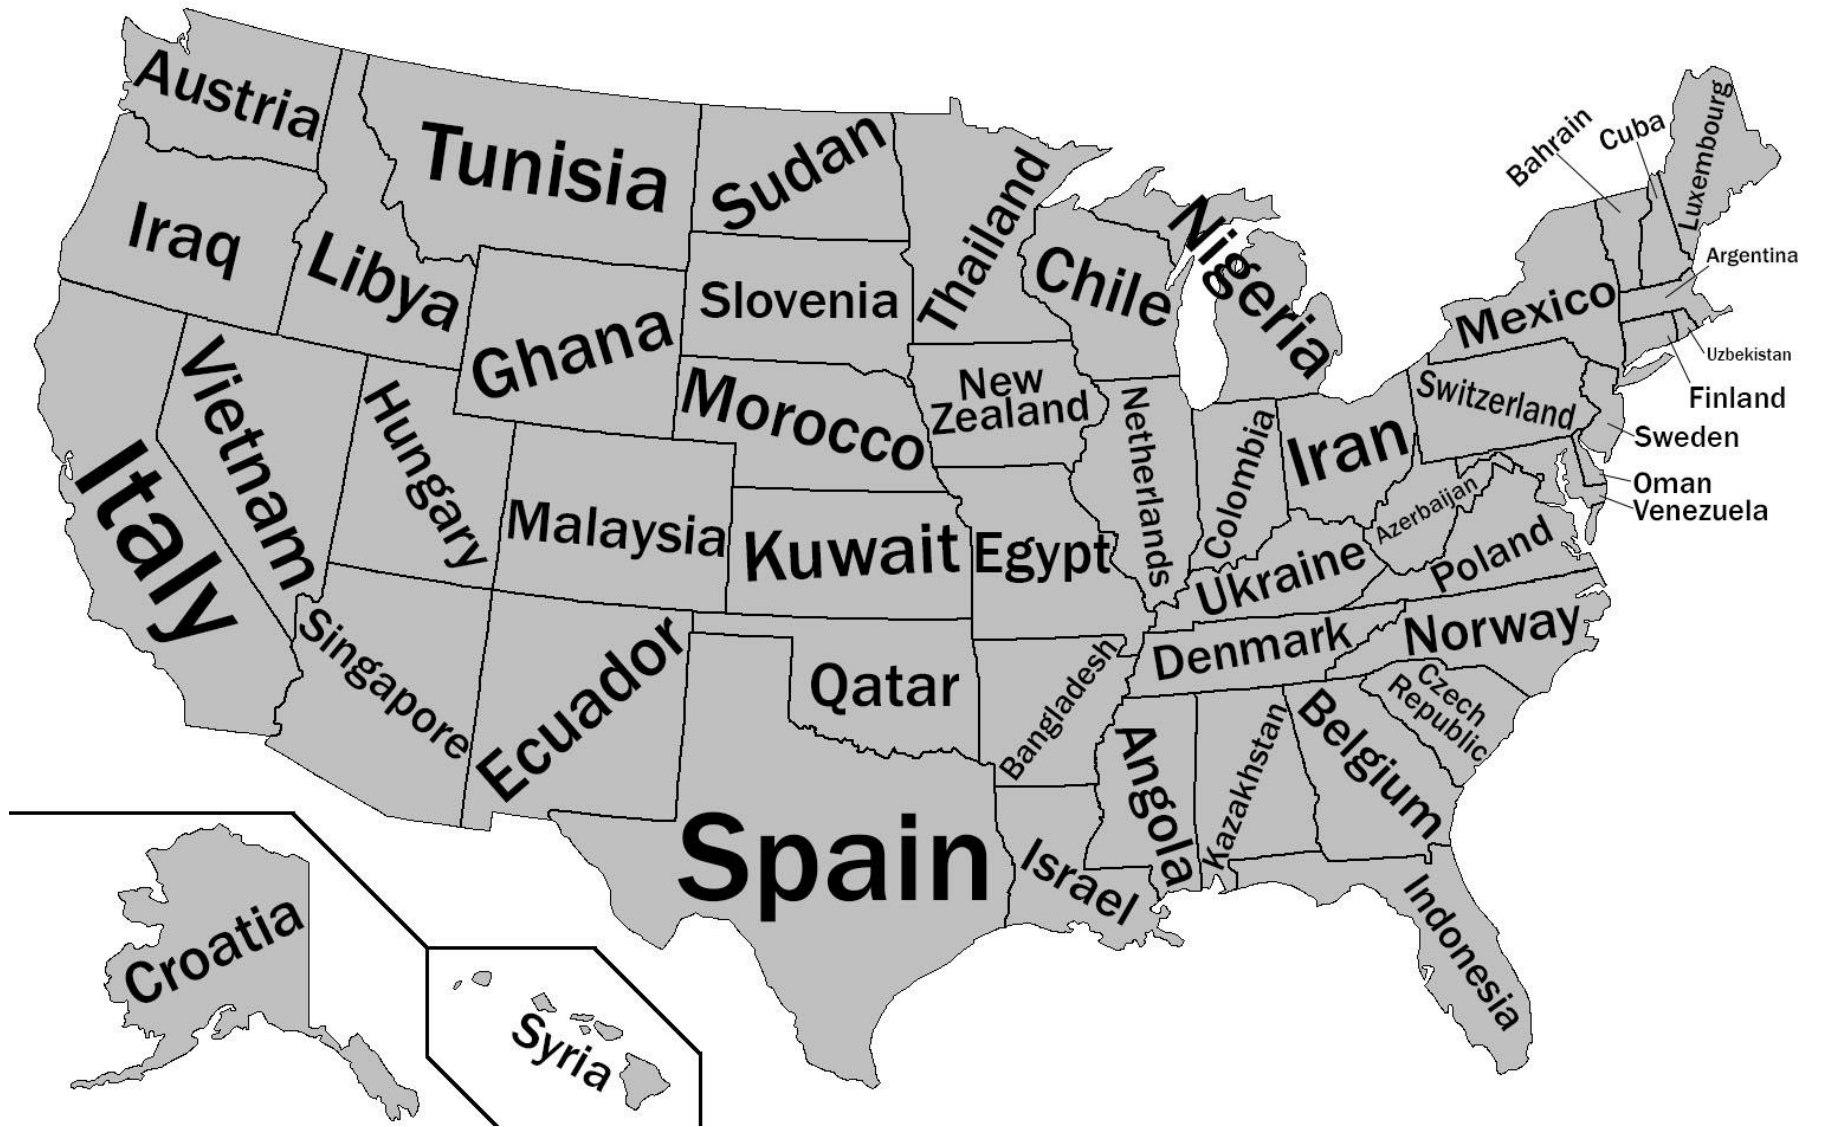 Austria
Tunisia
Sudan
Thailand
Bahrain
Cuba
Luxembourg
Iraq
Libya
Ghana
Slovenia
Chile
Nigeria
Mexico
Argentina
Uzbekistan
Finland
Vietnam
Hungary
Morocco
New
Zealand
Netherlands
Colombia
Iran
Switzerland
Sweden
Oman
Venezuela
Italy
Malaysia
Kuwait
Egypt
Ukraine
Azerbaijan
Poland
Singapore
Ecuador
Qatar
Bangladesh
Denmark
Norway
Czech
Republic
Spain
Israel
Angola
Kazakhstan
Belgium
Indonesia
Croatia
Syria